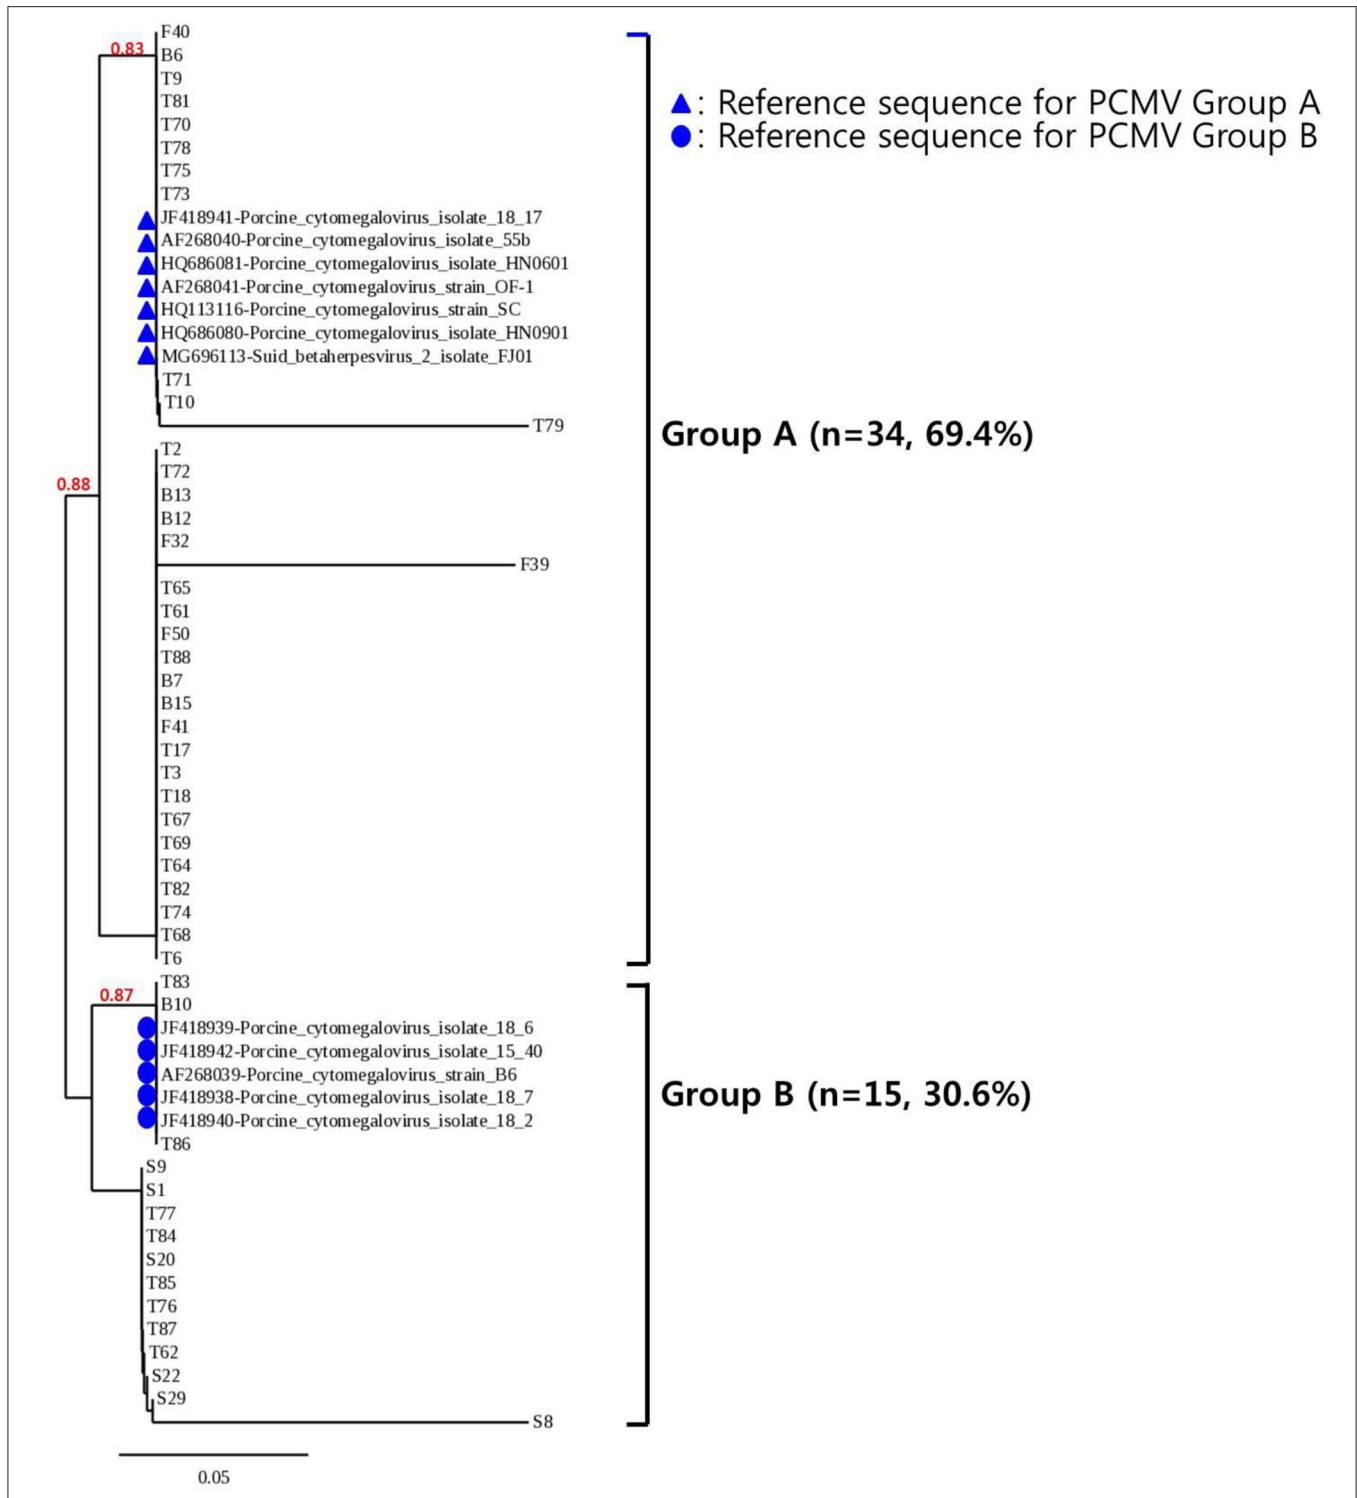 F40
0.83
B6
T9
T81
▲: Reference sequence for PCMV Group A
T70
●: Reference sequence for PCMV Group B
T78
T75
T73
JF418941-Porcine_cytomegalovirus_isolate_18_17
AF268040-Porcine_cytomegalovirus_isolate_55b
HQ686081-Porcine_cytomegalovirus_isolate_HN0601
AF268041-Porcine_cytomegalovirus_strain_OF-1
HQ113116-Porcine_cytomegalovirus_strain_SC
HQ686080-Porcine_cytomegalovirus_isolate_HN0901
MG696113-Suid_betaherpesvirus_2_isolate_FJ01
T71
T10
T79
Group A (n=34, 69.4%)
T2
T72
0.88
B13
B12
F32
F39
T65
T61
F50
T88
B7
B15
F41
T17
T3
T18
T67
T69
T64
T82
T74
T68
T6
T83
0.87
B10
JF418939-Porcine_cytomegalovirus_isolate_18_6
JF418942-Porcine_cytomegalovirus_isolate_15_40
AF268039-Porcine_cytomegalovirus_strain_B6
JF418938-Porcine_cytomegalovirus_isolate_18_7
Group B (n=15, 30.6%)
JF418940-Porcine_cytomegalovirus_isolate_18_2
T86
S9
S1
T77
T84
S20
T85
T76
T87
T62
S22
S29
S8
0.05